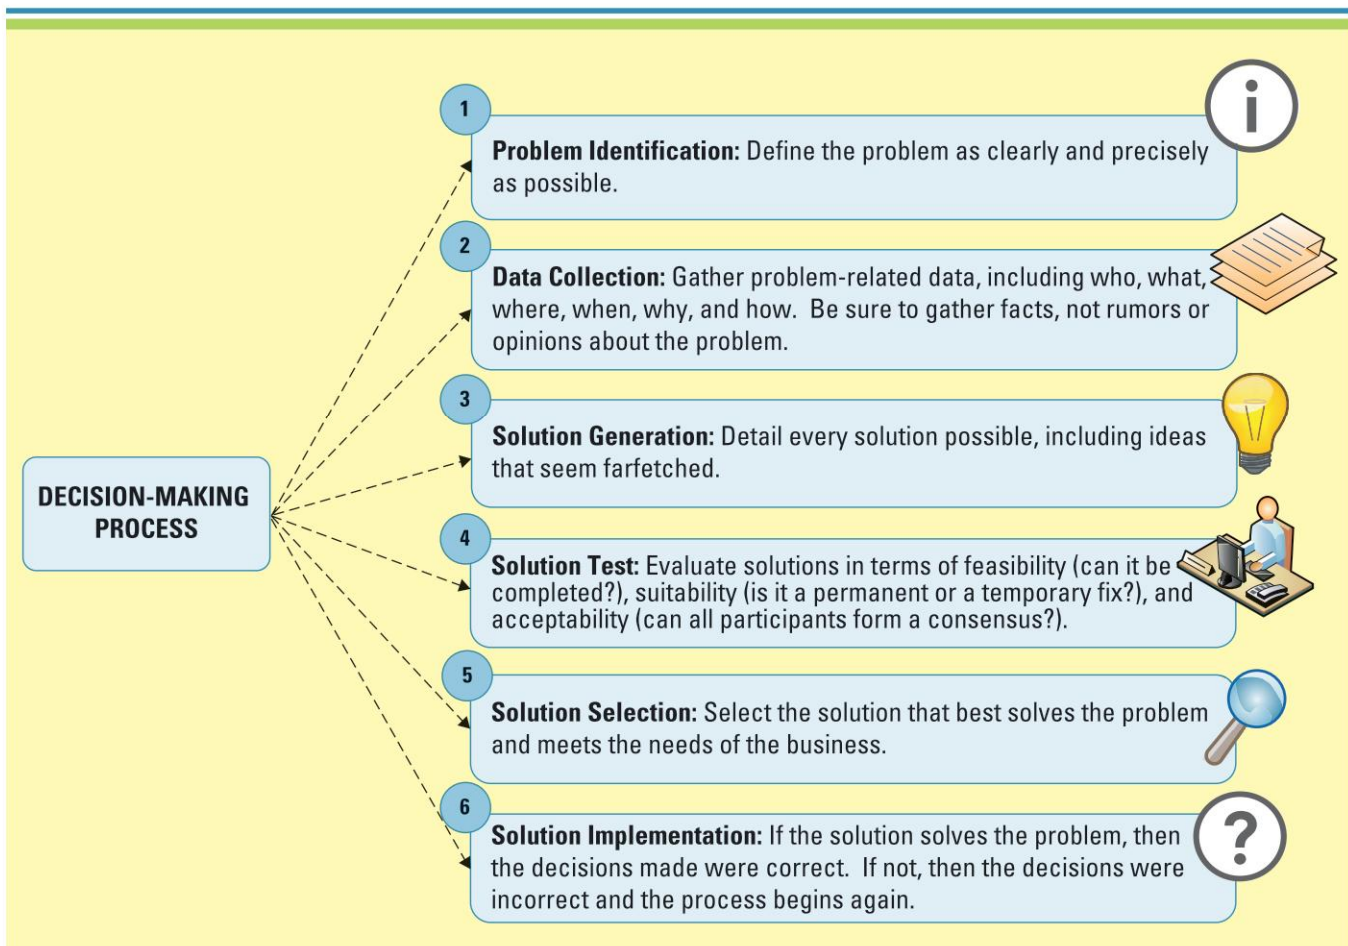 DECISION-MAKING
PROCESS
1
Problem Identification: Define the problem as clearly and precisely
as possible.
i
2
Data Collection: Gather problem-related data, including who, what,
where, when, why, and how. Be sure to gather facts, not rumors or
opinions about the problem.
3
Solution Generation: Detail every solution possible, including ideas
that seem farfetched.
4
Solution Test: Evaluate solutions in terms of feasibility (can it be
completed?), suitability (is it a permanent or a temporary fix?), and
acceptability (can all participants form a consensus?).
5
Solution Selection: Select the solution that best solves the problem
and meets the needs of the business.
6
Solution Implementation: If the solution solves the problem, then
the decisions made were correct. If not, then the decisions were
incorrect and the process begins again.
?